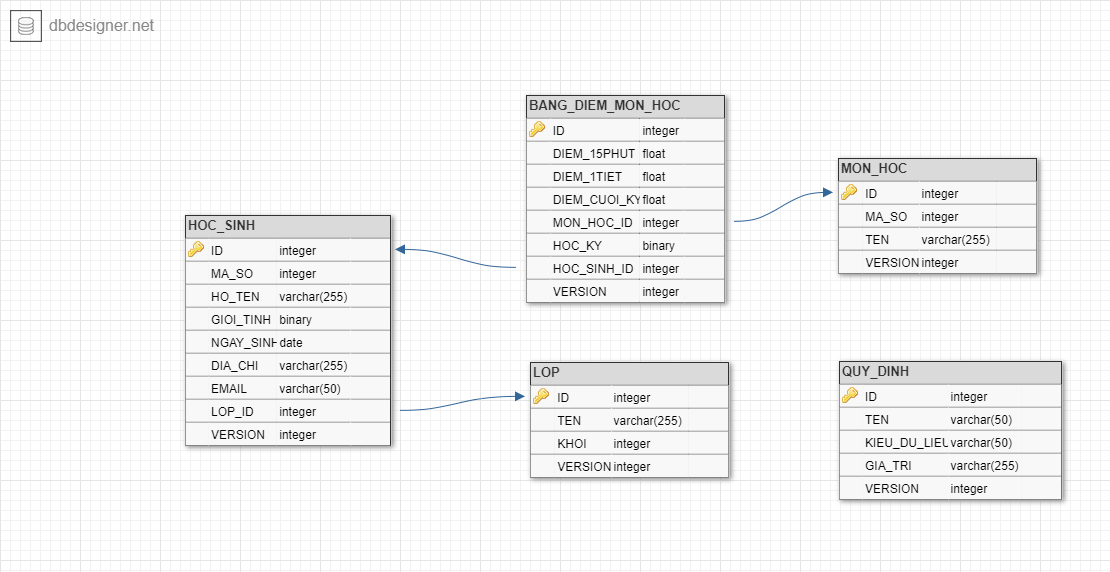 dbdesigner.net
HOC_SINH
ID integer
MA_SO integer
HO_TEN varchar(255)
GIOI_TINH binary
NGAY_SINH date
DIA_CHI varchar(255)
EMAIL varchar(50)
LOP_ID integer
VERSION integer
BANG_DIEM_MON_HOC
ID integer
DIEM_15PHUT float
DIEM_1TIET float
DIEM_CUOI_KY float
MON_HOC_ID integer
HOC_KY binary
HOC_SINH_ID integer
VERSION integer
LOP
ID integer
TEN varchar(255)
KHOI integer
VERSION integer
MON_HOC
ID integer
MA_SO integer
TEN varchar(255)
VERSION integer
QUY_DINH
ID integer
TEN varchar(50)
KIEU_DU_LIEU varchar(50)
GIA_TRI varchar(255)
VERSION integer